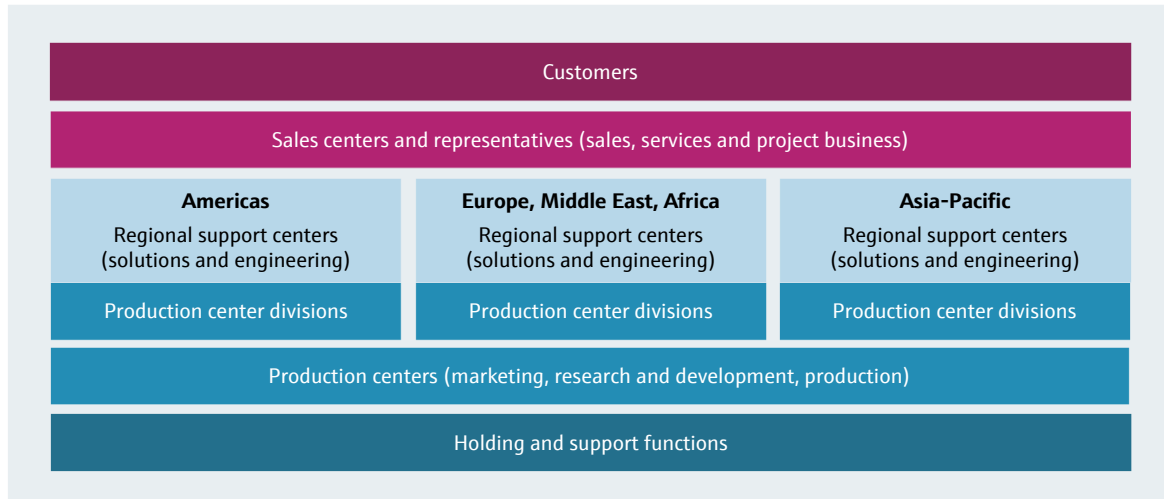 Customers
Sales centers and representatives (sales, services and project business)
Americas
Regional support centers
(solutions and engineering)
Production center divisions
Europe, Middle East, Africa
Regional support centers
(solutions and engineering)
Production center divisions
Asia-Pacific
Regional support centers
(solutions and engineering)
Production center divisions
Production centers (marketing, research and development, production)
Holding and support functions